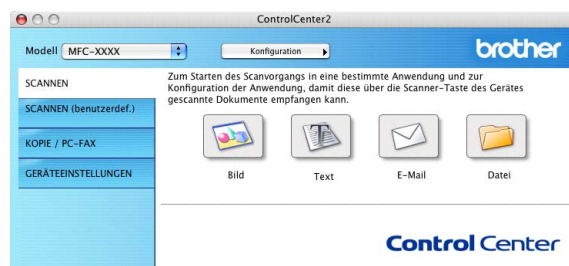 ControlCenter2
Modell MFC-XXXX Konfiguration brother
SCANNEN
SCANNEN (benutzerdef.)
KOPIE / PC-FAX
GERÄTEEINSTELLUNGEN
Zum Starten des Scanvorgangs in eine bestimmte Anwendung und zur
Konfiguration der Anwendung, damit diese über die Scanner-Taste des Gerätes
gescannte Dokumente empfangen kann.
Bild Text E-Mail Datei
Control Center